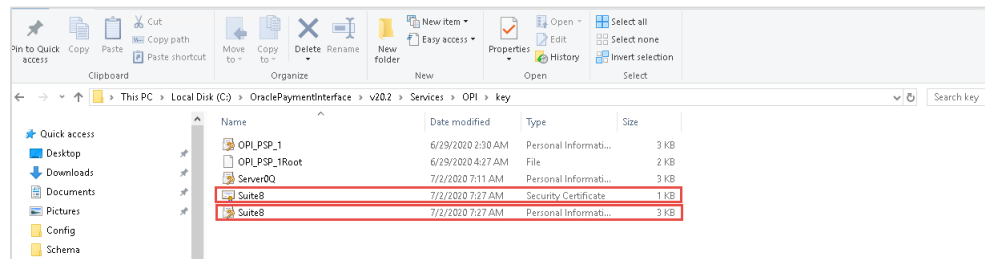 Pin to Quick access
Copy
Paste
Cut
Copy path
Paste shortcut
Clipboard
Move to
Copy to
Delete
Rename
Organize
New folder
New item
Easy access
New
Properties
Open
Edit
History
Open
Select all
Select none
Invert selection
Select
This PC > Local Disk (C:) > OraclePaymentInterface > v20.2 > Services > OPI > key
Search key
Quick access
Desktop
Downloads
Documents
Pictures
Config
Schema
Name Date modified Type Size
OPI_PSP_1 6/29/2020 2:30 AM Personal Informati... 3 KB
OPI_PSP_1Root 6/29/2020 4:27 AM File 2 KB
Server0Q 7/2/2020 7:11 AM Personal Informati... 3 KB
Suite8 7/2/2020 7:27 AM Security Certificate 1 KB
Suite8 7/2/2020 7:27 AM Personal Informati... 3 KB